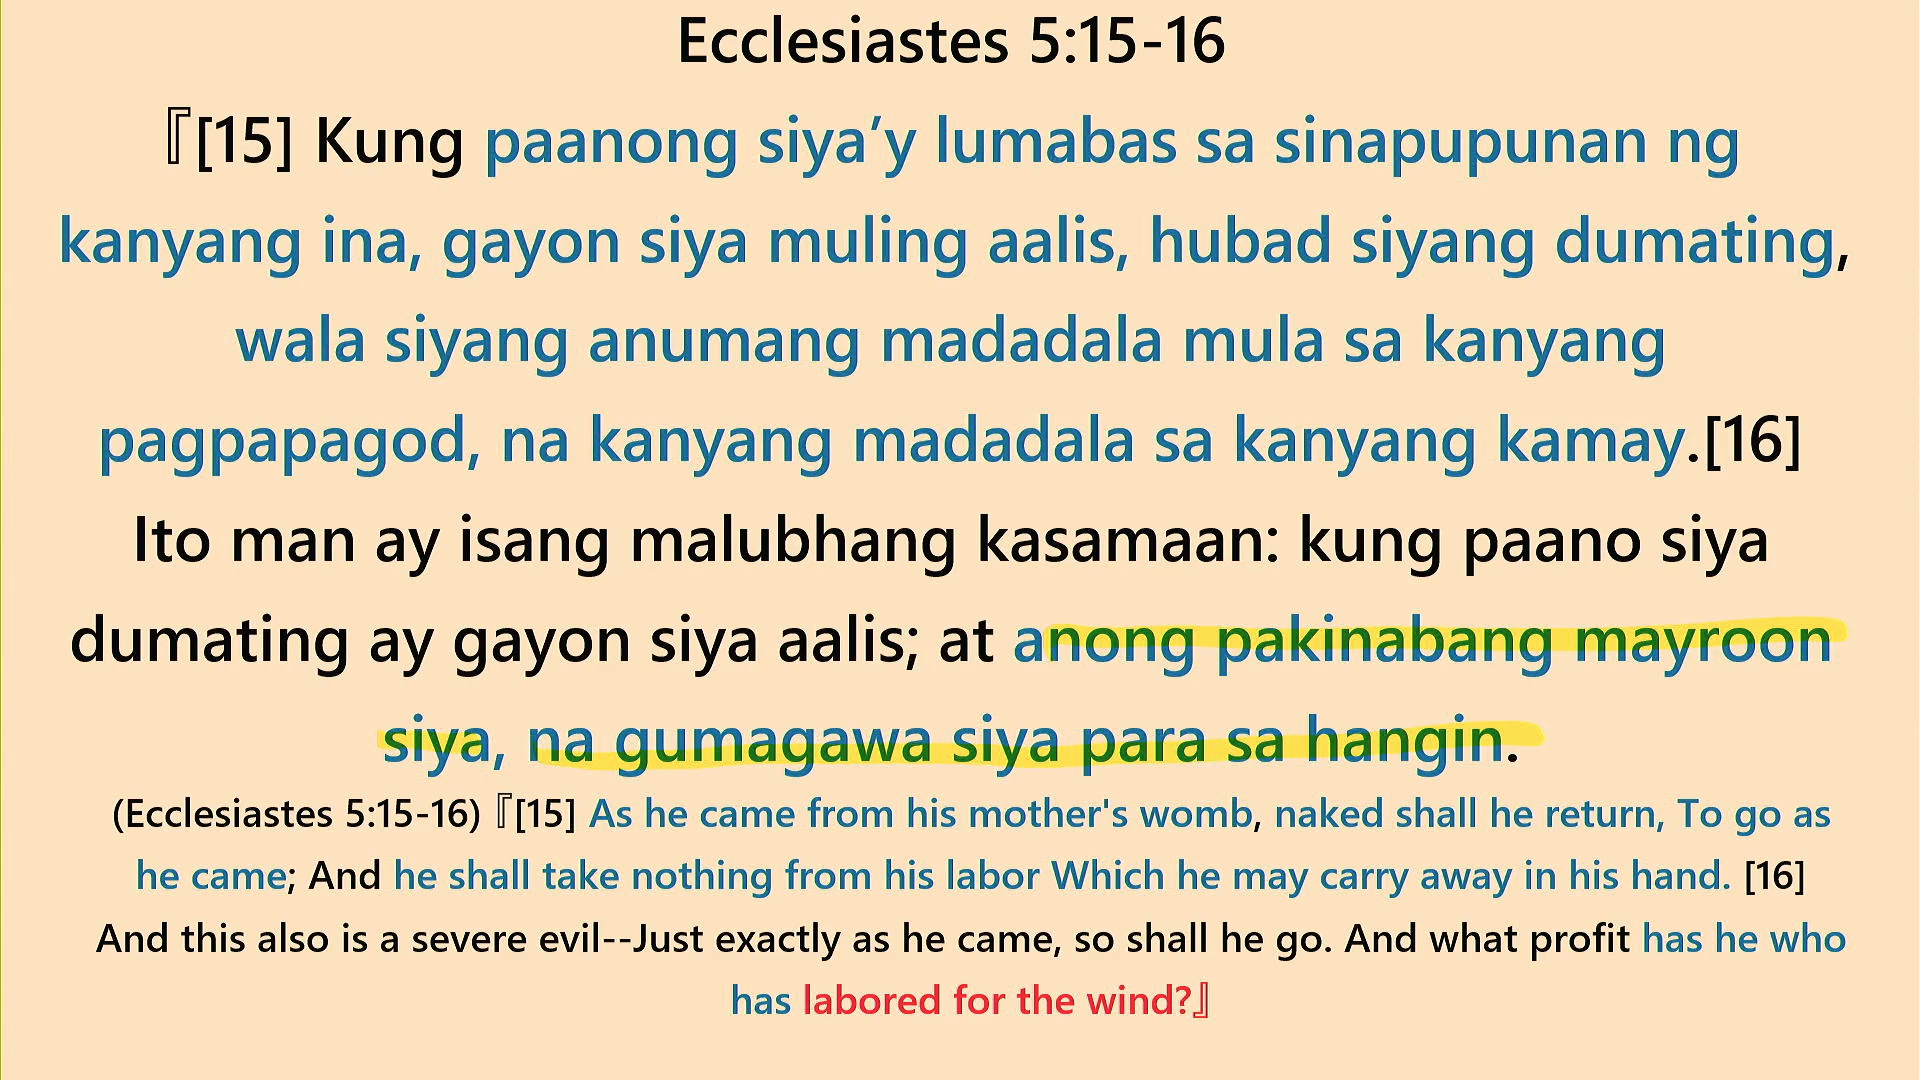 Ecclesiastes 5:15-16
『[15] Kung paanong siya’y lumabas sa sinapupunan ng
kanyang ina, gayon siya muling aalis, hubad siyang dumating,
wala siyang anumang madadala mula sa kanyang
pagpapagod, na kanyang madadala sa kanyang kamay.[16]
Ito man ay isang malubhang kasamaan: kung paano siya
dumating ay gayon siya aalis; at anong pakinabang mayroon
siya, na gumagawa siya para sa hangin.
(Ecclesiastes 5:15-16)『[15] As he came from his mother's womb, naked shall he return, To go as
he came; And he shall take nothing from his labor Which he may carry away in his hand. [16]
And this also is a severe evil--Just exactly as he came, so shall he go. And what profit has he who
has labored for the wind?』